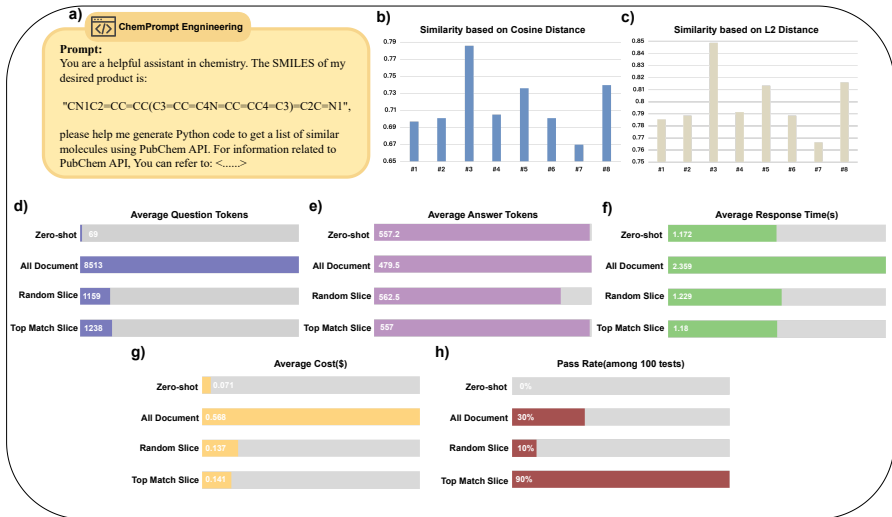 a)
ChemPrompt Engnineering
Prompt:
You are a helpful assistant in chemistry. The SMILES of my
desired product is:
"CN1C2=CC=CC(C3=CC=C4N=CC=CC4=C3)=C2C=N1",
please help me generate Python code to get a list of similar
molecules using PubChem API. For information related to
PubChem API, You can refer to: <......>
b)
Similarity based on Cosine Distance
0.79
0.77
0.75
0.73
0.71
0.69
0.67
0.65
#1 #2 #3 #4 #5 #6 #7 #8
c)
Similarity based on L2 Distance
0.85
0.84
0.83
0.82
0.81
0.8
0.79
0.78
0.77
0.76
0.75
#1 #2 #3 #4 #5 #6 #7 #8
d)
Average Question Tokens
Zero-shot 69
All Document 8513
Random Slice 1159
Top Match Slice 1238
e)
Average Answer Tokens
Zero-shot 557.2
All Document 479.5
Random Slice 562.5
Top Match Slice 557
f)
Average Response Time(s)
Zero-shot 1.172
All Document 2.359
Random Slice 1.229
Top Match Slice 1.18
g)
Average Cost($)
Zero-shot 0.071
All Document 0.568
Random Slice 0.137
Top Match Slice 0.141
h)
Pass Rate(among 100 tests)
Zero-shot 0%
All Document 30%
Random Slice 10%
Top Match Slice 90%